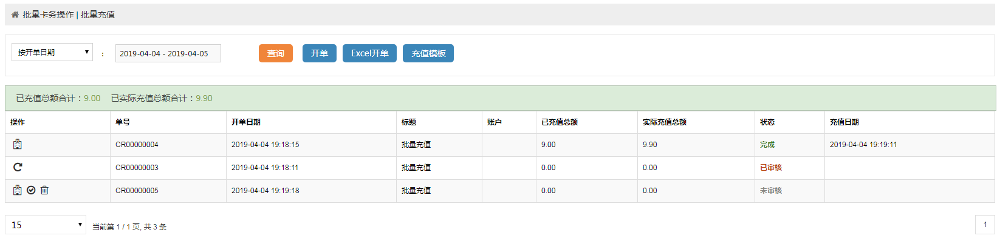 批量卡务操作 | 批量充值
按开单日期 : 2019-04-04 - 2019-04-05 查询 开单 Excel开单 充值模板
已充值总额合计：9.00 已实际充值总额合计：9.90
操作 单号 开单日期 标题 账户 已充值总额 实际充值总额 状态 充值日期
CR00000004 2019-04-04 19:18:15 批量充值 9.00 9.90 完成 2019-04-04 19:19:11
CR00000003 2019-04-04 19:18:11 批量充值 0.00 0.00 已审核
CR00000005 2019-04-04 19:19:18 批量充值 0.00 0.00 未审核
15 当前第 1 / 1 页, 共 3 条 1